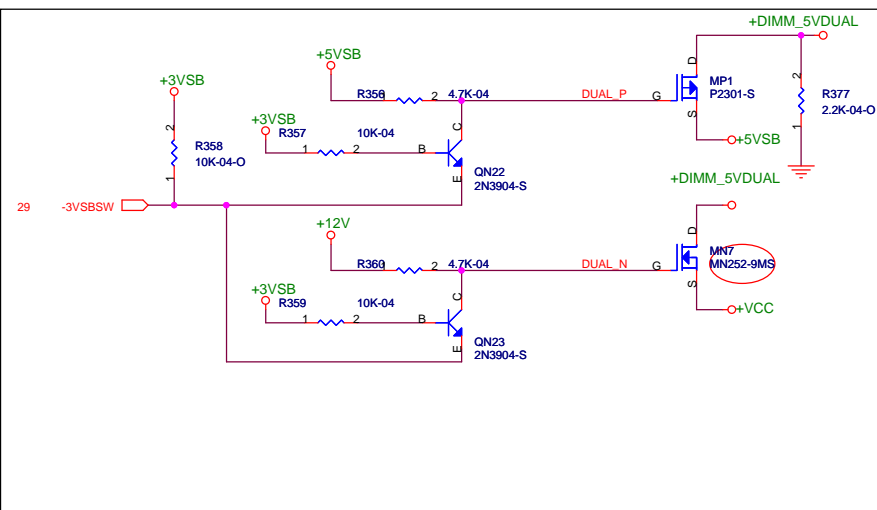 +DIMM_5VDUAL
+5VSB
+3VSB
R356
2
4.7K-04
DUAL_P
G
D
S
MP1
P2301-S
2
1
R377
2.2K-04-O
+3VSB
R357
10K-04
1
2
B
C
E
QN22
2N3904-S
+5VSB
2
1
R358
10K-04-O
+DIMM_5VDUAL
29
-3VSBSW
+12V
R360
2
4.7K-04
DUAL_N
G
D
S
MN7
MN252-9MS
+3VSB
R359
10K-04
1
2
B
C
E
QN23
2N3904-S
+VCC